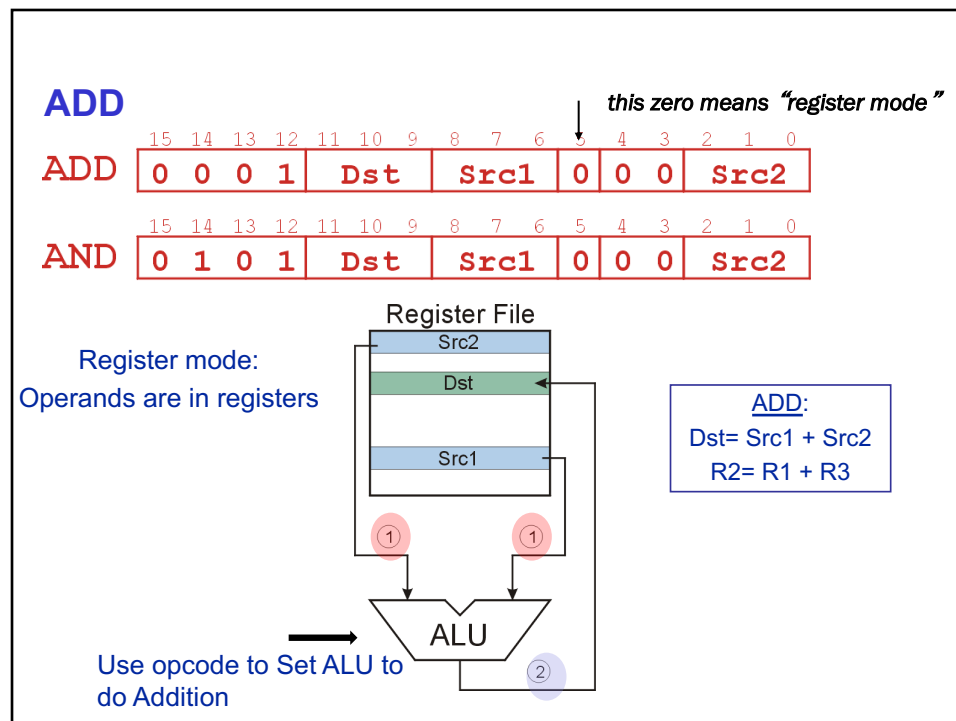 ADD
this zero means “register mode”
15 14 13 12 11 10 9 8 7 6 5 4 3 2 1 0
ADD 0 0 0 1 Dst Src1 0 0 0 Src2
15 14 13 12 11 10 9 8 7 6 5 4 3 2 1 0
AND 0 1 0 1 Dst Src1 0 0 0 Src2
Register File
Src2
Register mode:
Operands are in registers
Dst
Src1
ADD:
Dst= Src1 + Src2
R2= R1 + R3
① ①
ALU
Use opcode to Set ALU to
do Addition
②